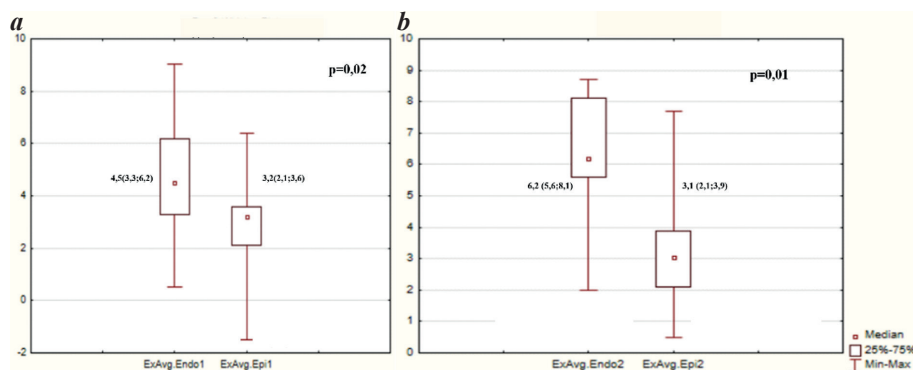 a
10
8
6
4
2
0
-2
p=0,02
4,5(3,3;6,2)
3,2(2,1;3,6)
ExAvg.Endo1 ExAvg.Epi1
b
10
9
8
7
6
5
4
3
2
1
0
p=0,01
6,2 (5,6;8,1)
3,1 (2,1;3,9)
ExAvg.Endo2 ExAvg.Epi2
Median
25%-75%
Min-Max